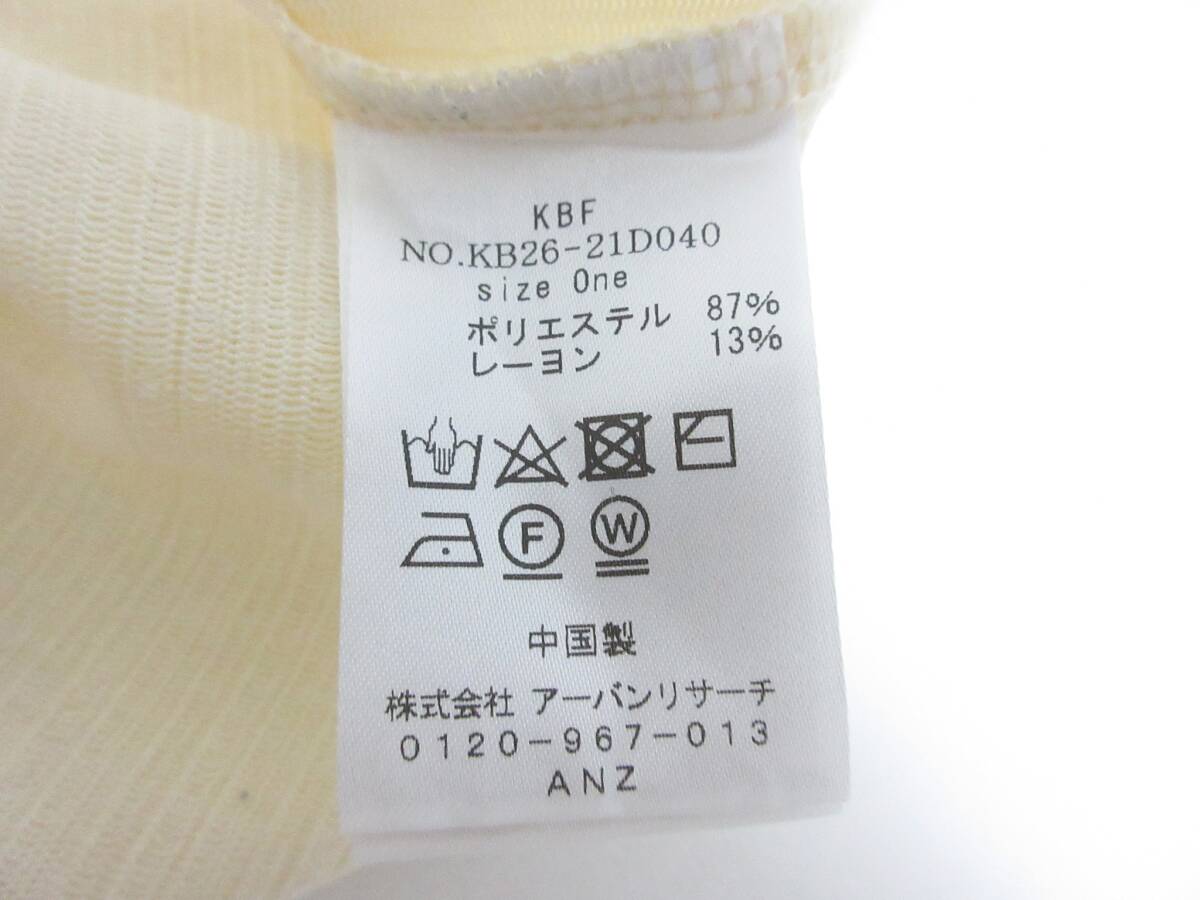 KBF
NO.KB26-21D040
size One
ポリエステル 87%
レーヨン 13%
F W
中国製
株式会社 アーバンリサーチ
0120-967-013
ANZ